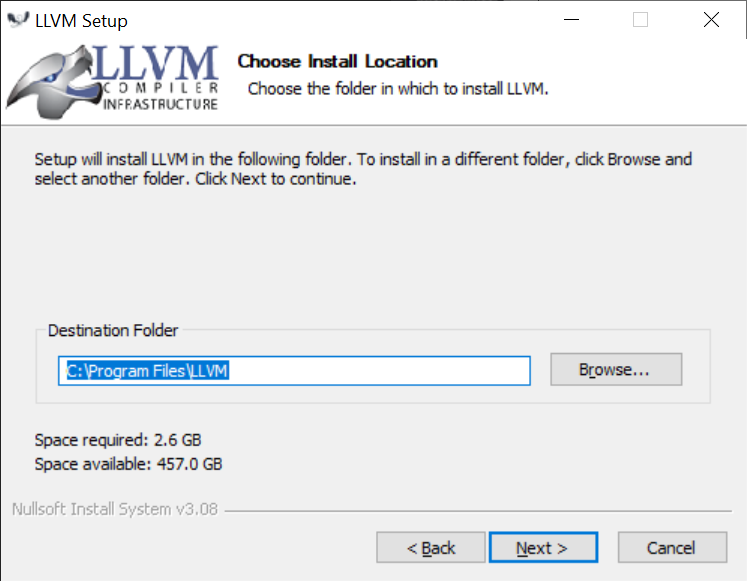 LLVM Setup
LLVM
COMPILER
INFRASTRUCTURE
Choose Install Location
Choose the folder in which to install LLVM.
Setup will install LLVM in the following folder. To install in a different folder, click Browse and
select another folder. Click Next to continue.
Destination Folder
C:\Program Files\LLVM
Browse...
Space required: 2.6 GB
Space available: 457.0 GB
Nullsoft Install System v3.08
< Back
Next >
Cancel